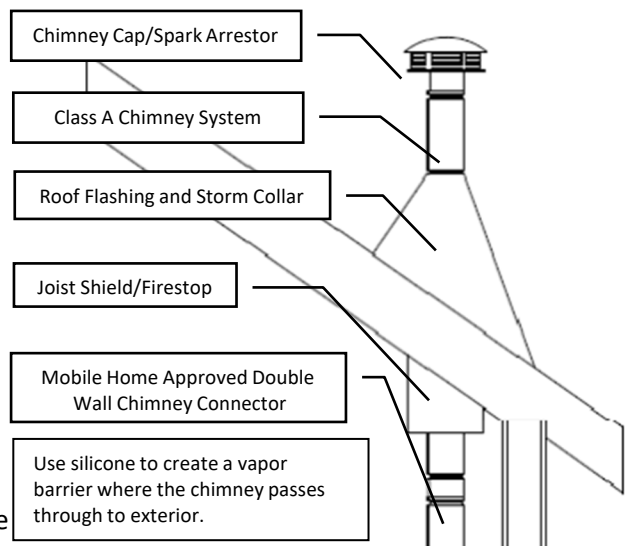 Chimney Cap/Spark Arrestor
Class A Chimney System
Roof Flashing and Storm Collar
Joist Shield/Firestop
Mobile Home Approved Double
Wall Chimney Connector
Use silicone to create a vapor
barrier where the chimney passes
through to exterior.
e